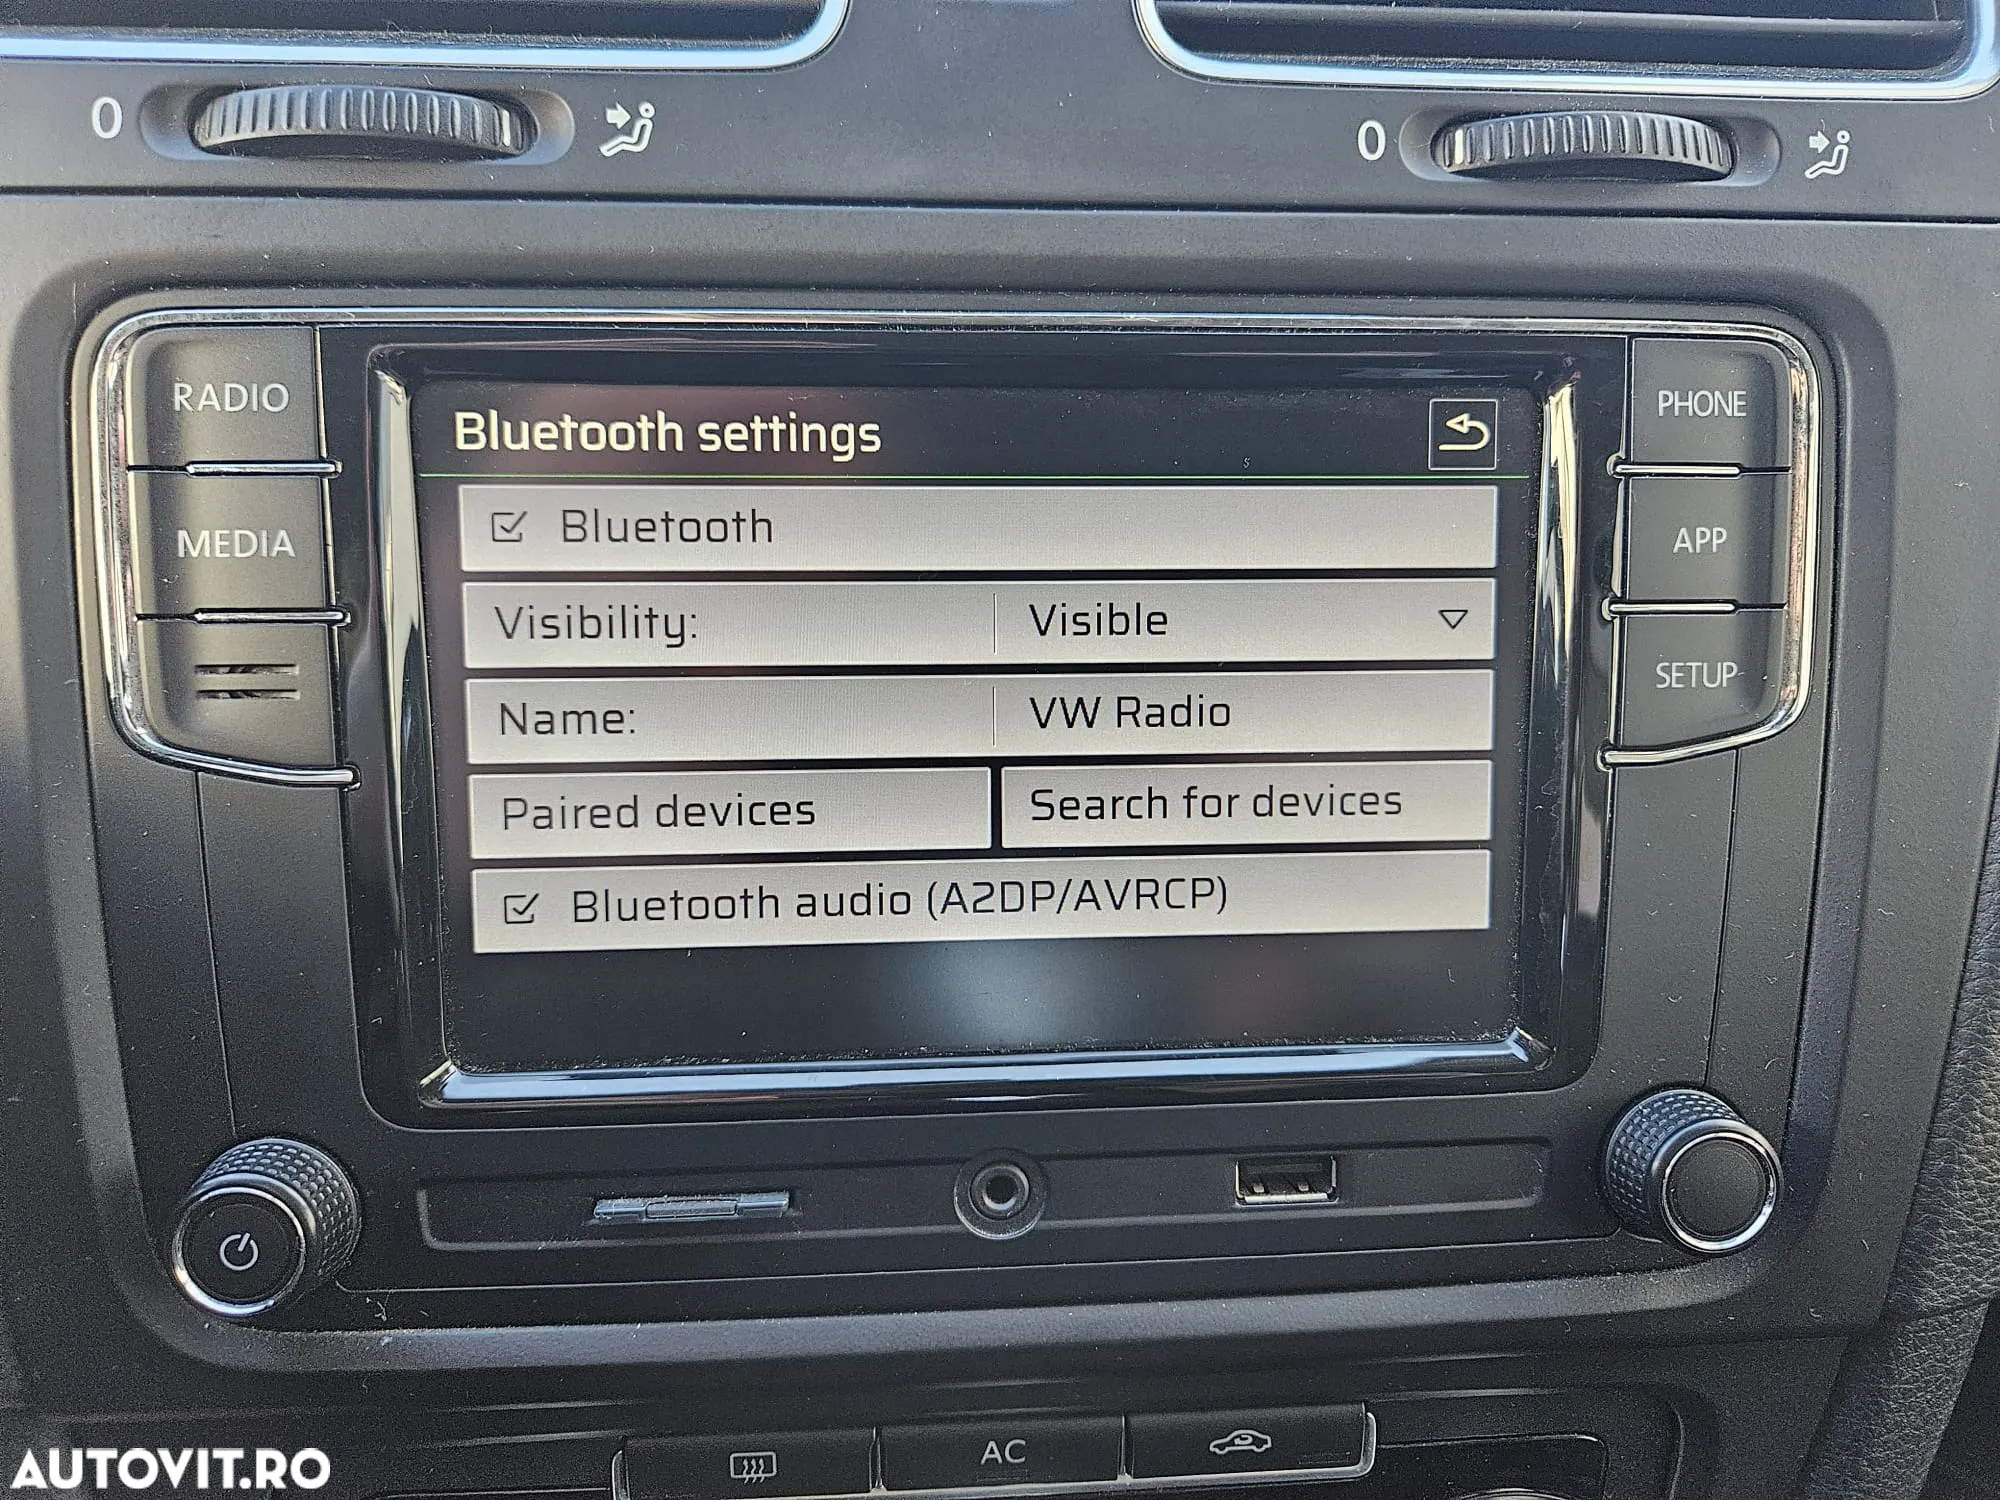 0
0
RADIO
MEDIA
PHONE
APP
SETUP
Bluetooth settings
Bluetooth
Visibility: Visible
Name: VW Radio
Paired devices Search for devices
Bluetooth audio (A2DP/AVRCP)
AC
AUTOVIT.RO